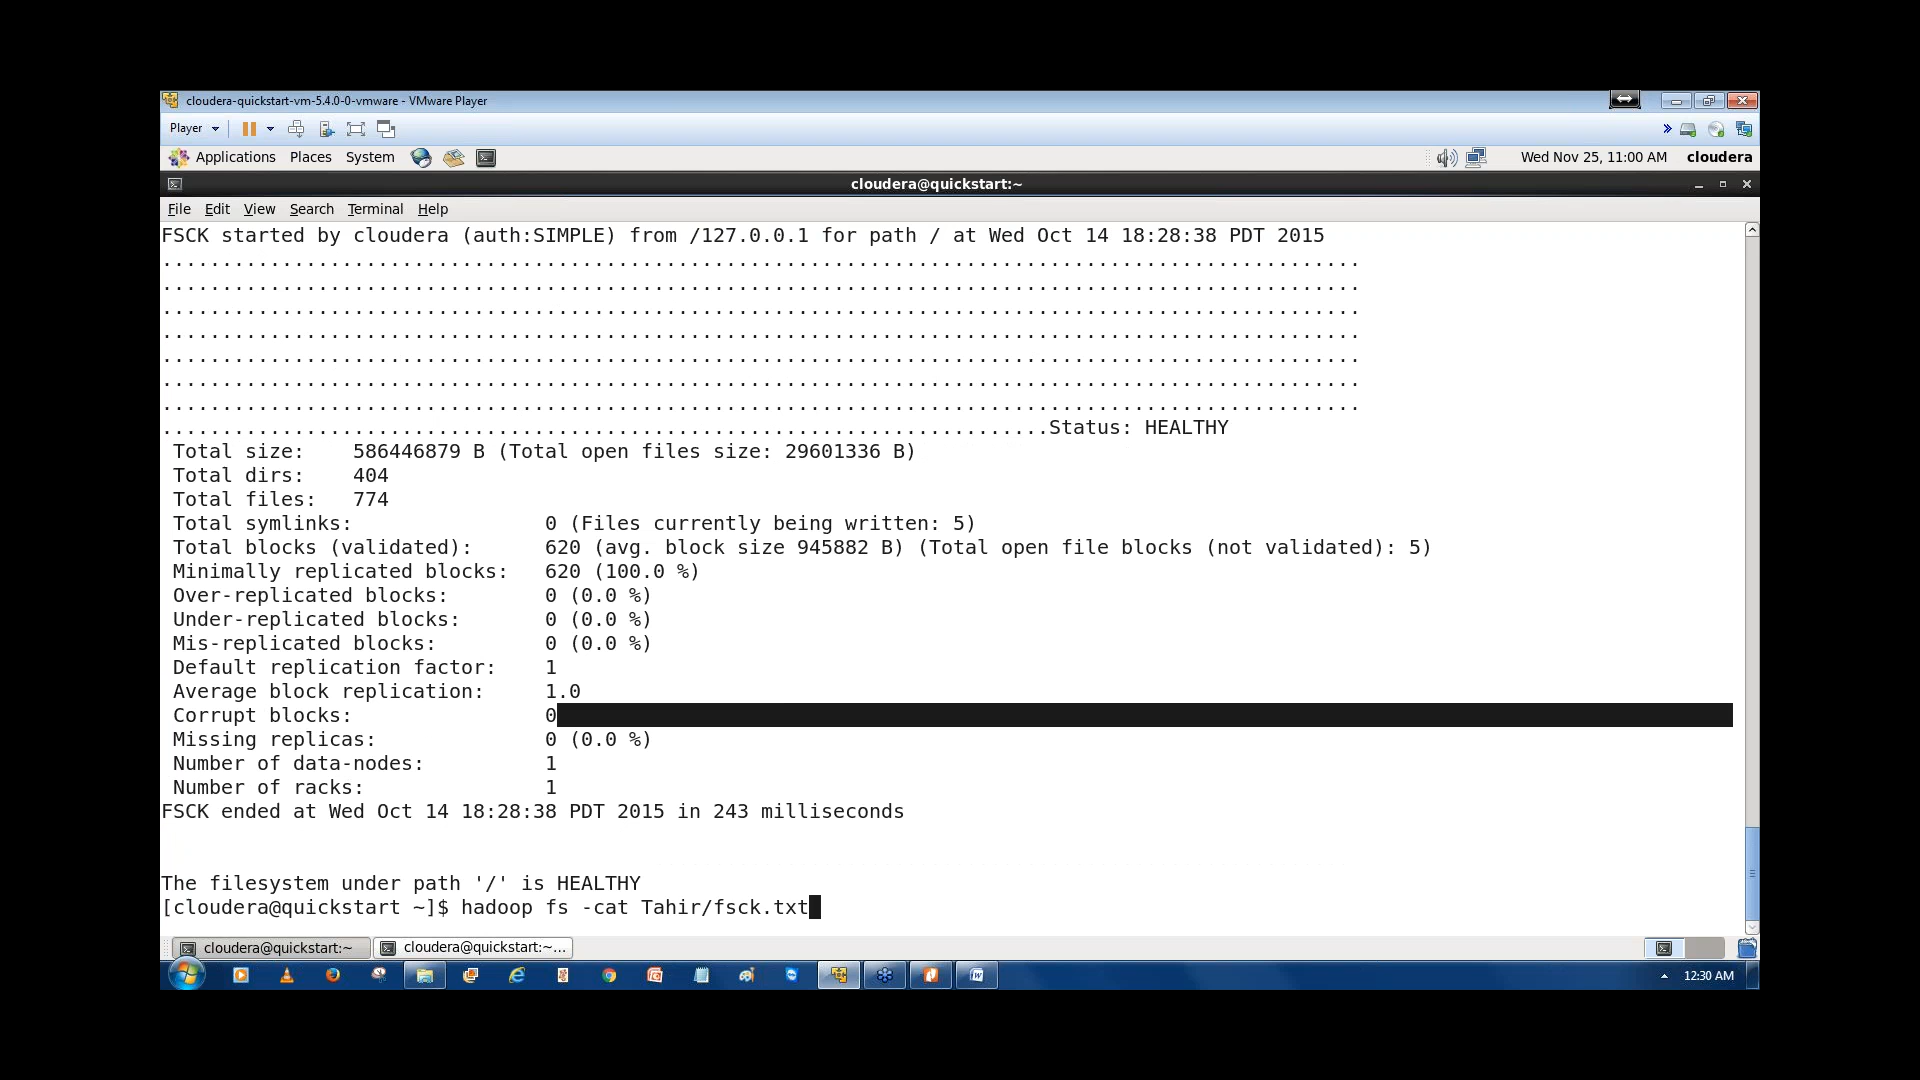 cloudera-quickstart-vm-5.4.0-0-vmware - VMware Player
Player
Applications Places System Wed Nov 25, 11:00 AM cloudera
cloudera@quickstart:~
File Edit View Search Terminal Help
FSCK started by cloudera (auth:SIMPLE) from /127.0.0.1 for path / at Wed Oct 14 18:28:38 PDT 2015
....................................................................................................
....................................................................................................
....................................................................................................
....................................................................................................
....................................................................................................
....................................................................................................
....................................................................................................
..........................................................................Status: HEALTHY
Total size: 586446879 B (Total open files size: 29601336 B)
Total dirs: 404
Total files: 774
Total symlinks: 0 (Files currently being written: 5)
Total blocks (validated): 620 (avg. block size 945882 B) (Total open file blocks (not validated): 5)
Minimally replicated blocks: 620 (100.0 %)
Over-replicated blocks: 0 (0.0 %)
Under-replicated blocks: 0 (0.0 %)
Mis-replicated blocks: 0 (0.0 %)
Default replication factor: 1
Average block replication: 1.0
Corrupt blocks: 0
Missing replicas: 0 (0.0 %)
Number of data-nodes: 1
Number of racks: 1
FSCK ended at Wed Oct 14 18:28:38 PDT 2015 in 243 milliseconds
The filesystem under path '/' is HEALTHY
[cloudera@quickstart ~]$ hadoop fs -cat Tahir/fsck.txt
cloudera@quickstart:~ cloudera@quickstart:~...
12:30 AM